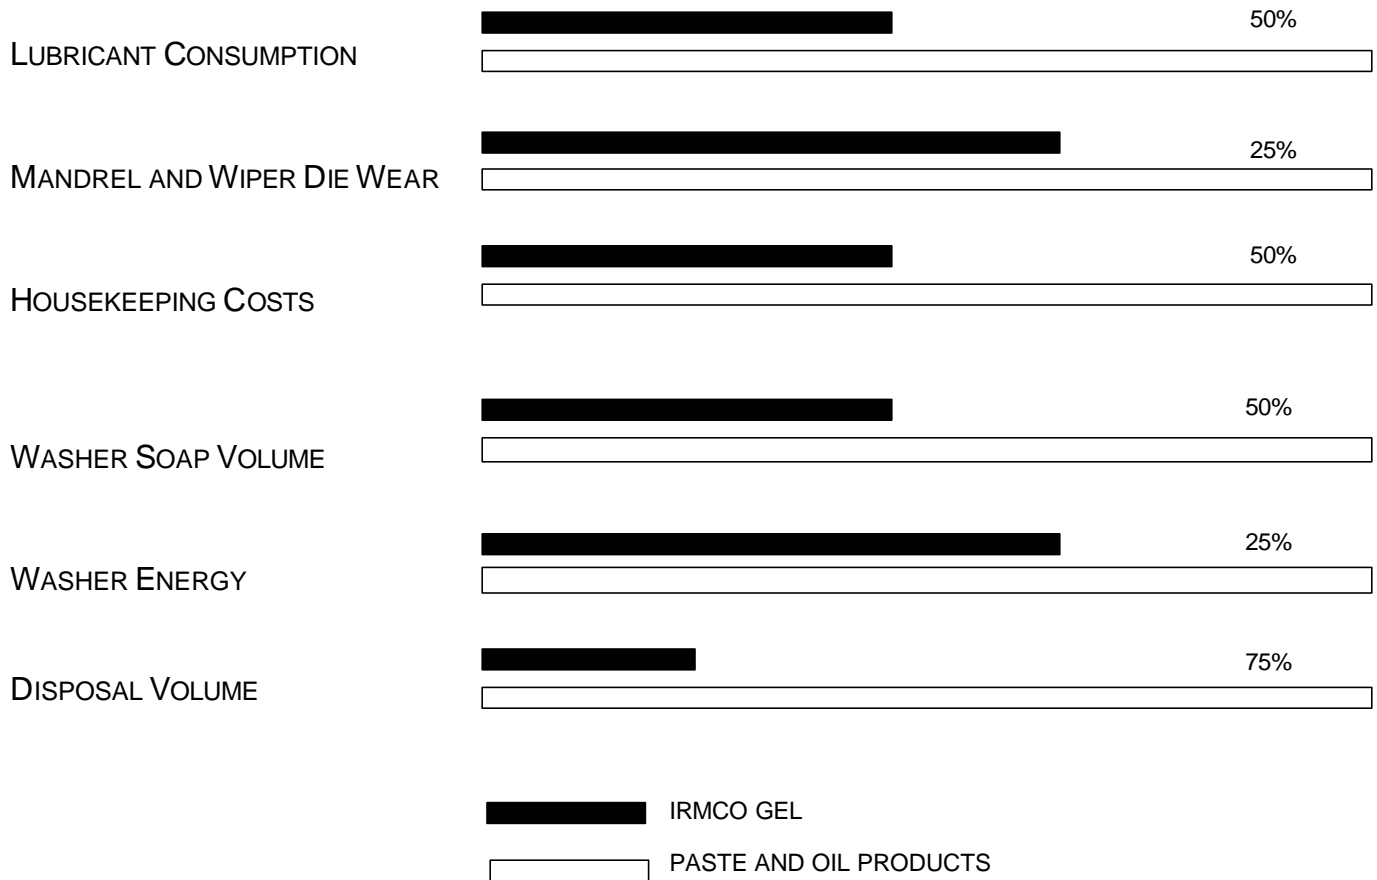 50%
LUBRICANT CONSUMPTION
25%
MANDREL AND WIPER DIE WEAR
50%
HOUSEKEEPING COSTS
50%
WASHER SOAP VOLUME
25%
WASHER ENERGY
75%
DISPOSAL VOLUME
IRMCO GEL
PASTE AND OIL PRODUCTS